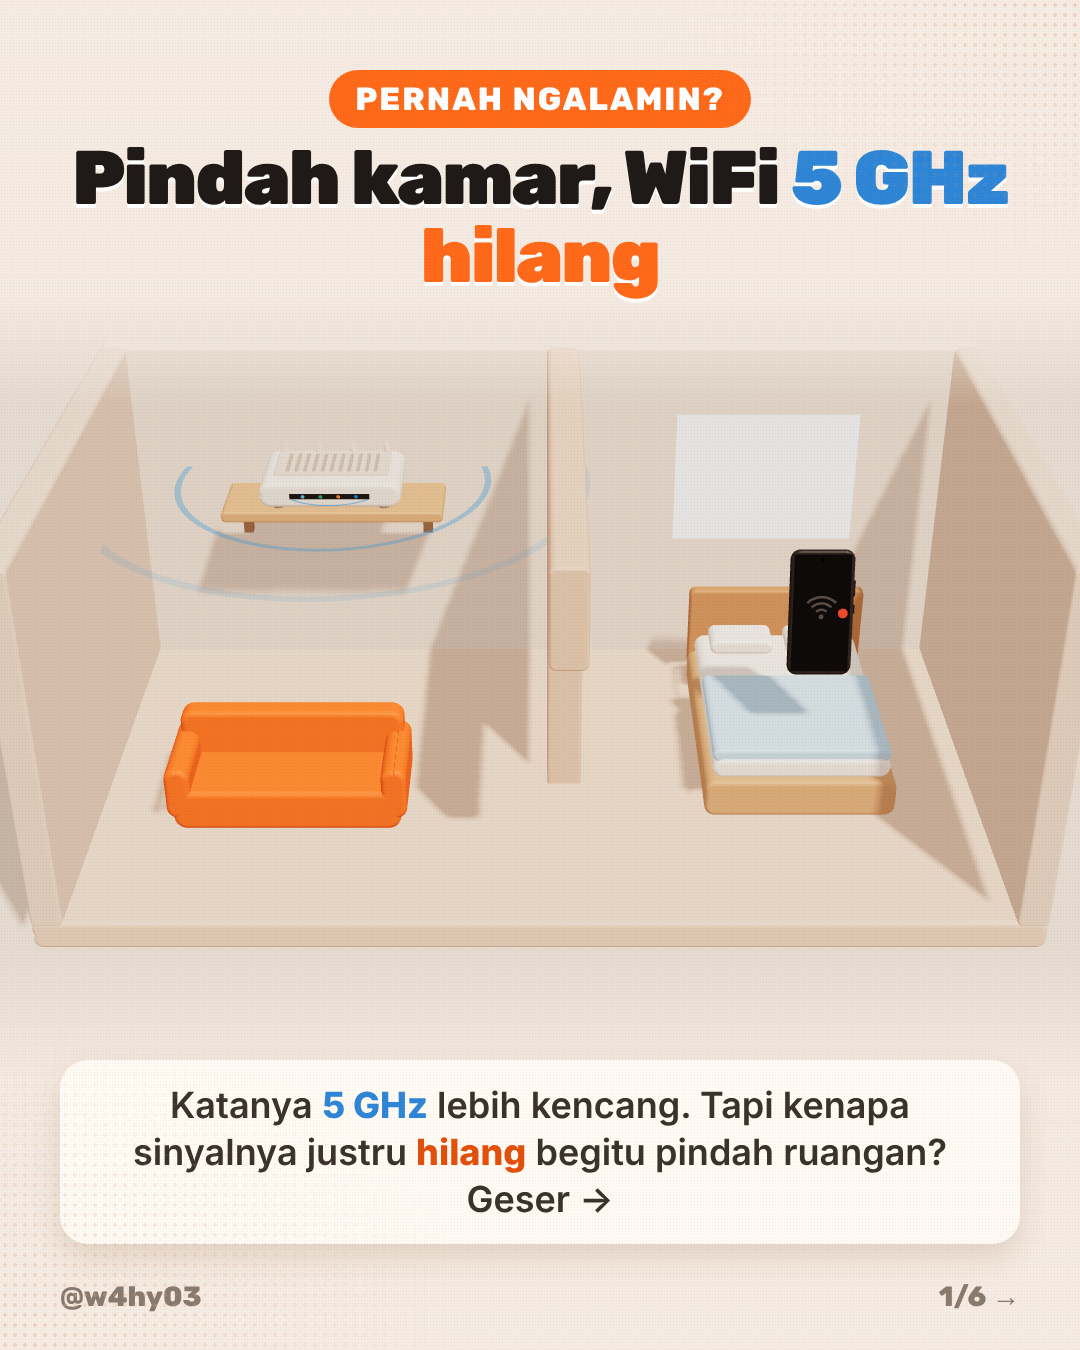 PERNAH NGALAMIN?
Pindah kamar, WiFi 5 GHz
hilang
Katanya 5 GHz lebih kencang. Tapi kenapa
sinyalnya justru hilang begitu pindah ruangan?
Geser →
@w4hy03
1/6 →